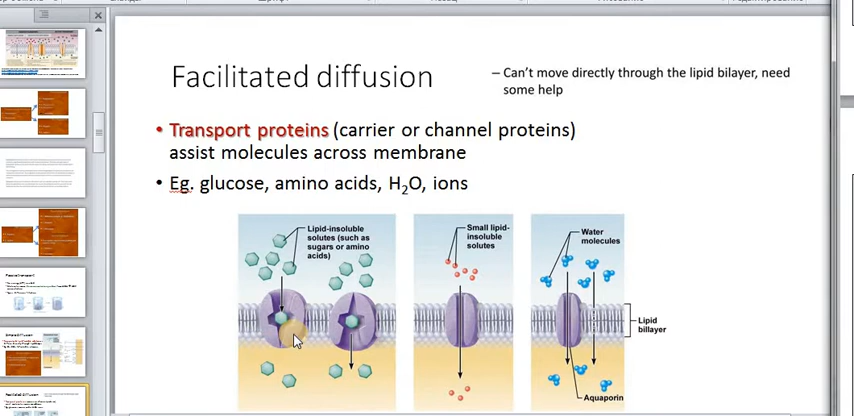 Facilitated diffusion
– Can't move directly through the lipid bilayer, need
some help
• Transport proteins (carrier or channel proteins)
assist molecules across membrane
• Eg. glucose, amino acids, H₂O, ions
Lipid-insoluble
solutes (such as
sugars or amino
acids)
Small lipid-
insoluble
solutes
Water
molecules
Lipid
bilayer
Aquaporin